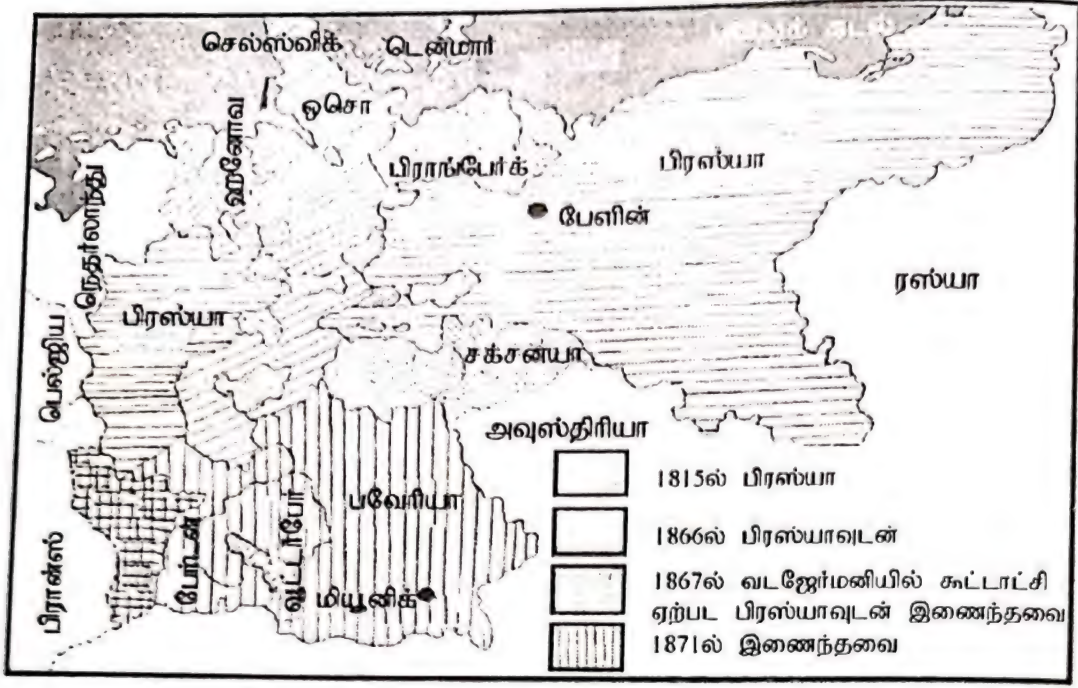 செல்ஸ்விக்
டென்மார்
ஒசொ
ஹனோவ
பிராங்பேர்க்
பிரஸ்யா
பேளின்
நெதர்லாந்து
ரஸ்யா
பிரஸ்யா
பெல்ஜிய
சக்சன்யா
அவுஸ்திரியா
பவேரியா
பேடன்
வூட்டர்போ
மியூனிக்
பிரான்ஸ்
1815ல் பிரஸ்யா
1866ல் பிரஸ்யாவுடன்
1867ல் வடஜேர்மனியில் கூட்டாட்சி
ஏற்பட பிரஸ்யாவுடன் இணைந்தவை
1871ல் இணைந்தவை